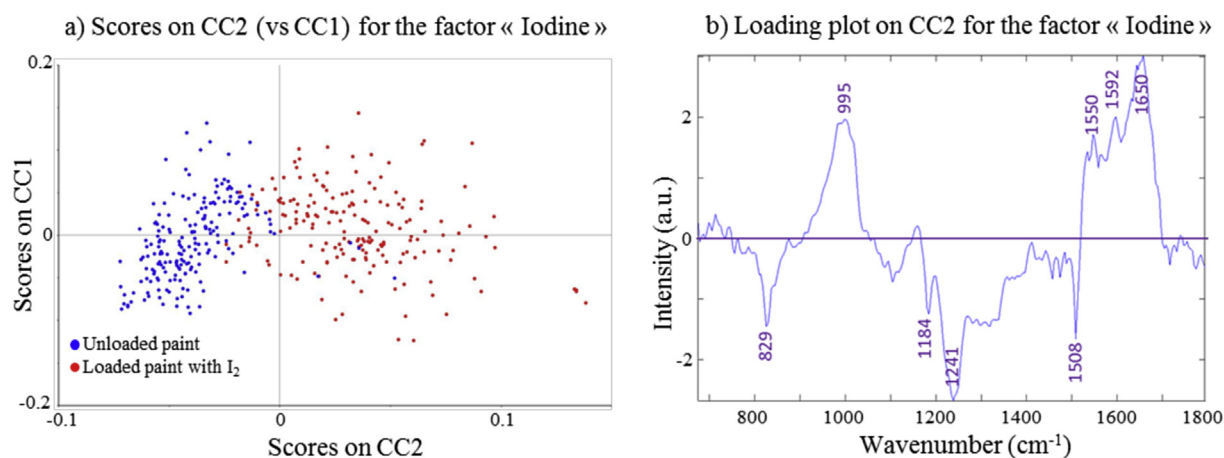 a) Scores on CC2 (vs CC1) for the factor « Iodine »
0.2
0
-0.2
Scores on CC1
Unloaded paint
Loaded paint with I₂
-0.1
0
0.1
Scores on CC2
b) Loading plot on CC2 for the factor « Iodine »
2
0
-2
Intensity (a.u.)
829
995
1184
1241
1508
1550
1592
1650
800
1000
1200
1400
1600
1800
Wavenumber (cm⁻¹)